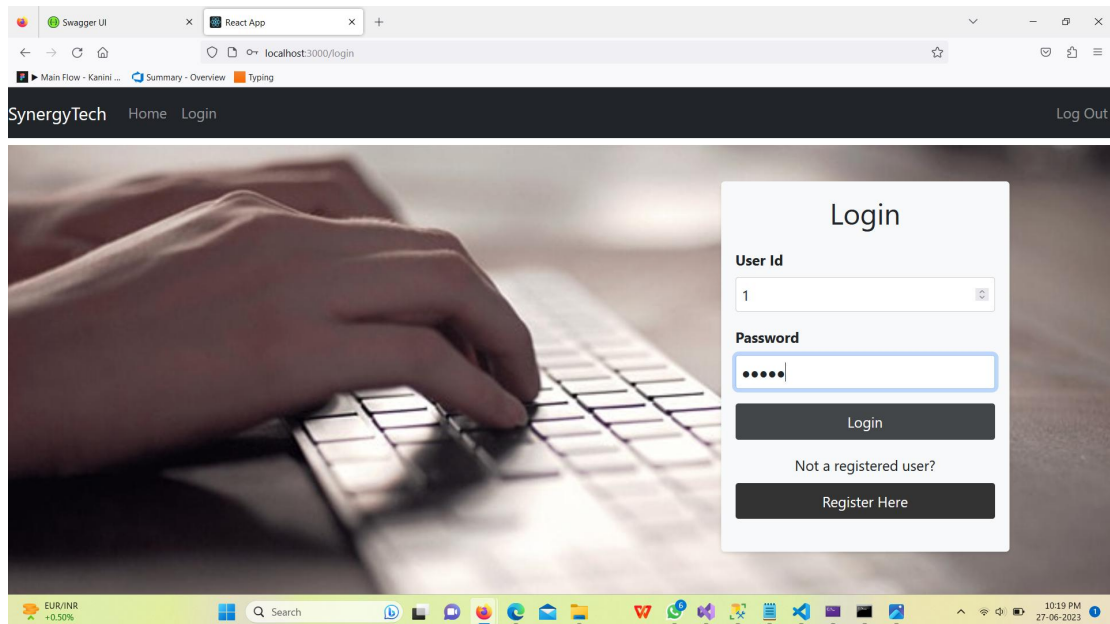 Swagger UI
React App
localhost:3000/login
Main Flow - Kanini ...
Summary - Overview
Typing
SynergyTech
Home
Login
Log Out
Login
User Id
1
Password
Login
Not a registered user?
Register Here
EUR/INR
+0.50%
Search
6
10:19 PM
27-06-2023
1